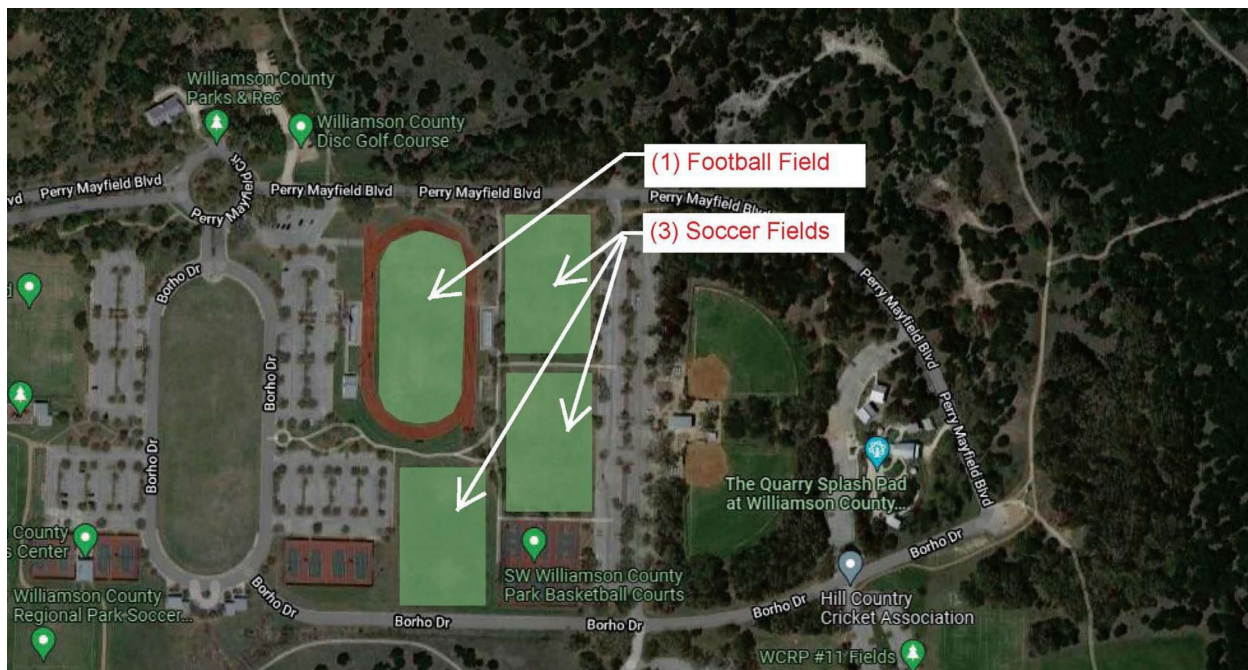 Williamson County
Parks & Rec
Williamson County
Disc Golf Course
(1) Football Field
Perry Mayfield Blvd
Perry Mayfield Blvd
Perry Mayfield Blvd
Perry Mayfield Blvd
vd
Perry Mayfield Cir
(3) Soccer Fields
Borho Dr
Perry Mayfield Blvd
Borho Dr
Borho Dr
Perry Mayfield Blvd
The Quarry Splash Pad
at Williamson County...
County
s Center
SW Williamson County
Park Basketball Courts
Borho Dr
Williamson County
Regional Park Soccer...
Borho Dr
Borho Dr
Borho Dr
Borho Dr
Hill Country
Cricket Association
WCRP #11 Fields